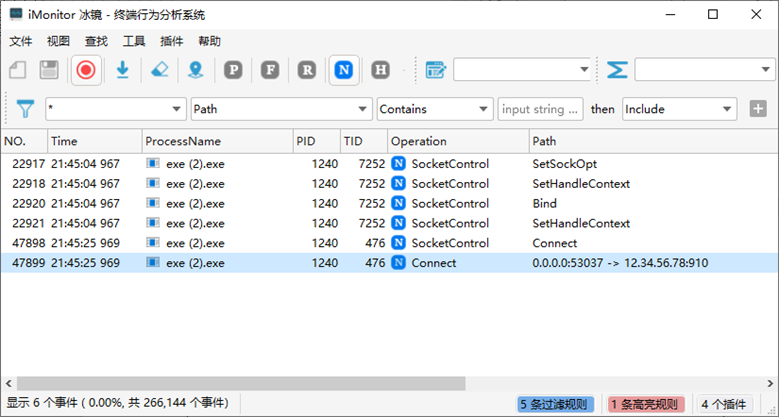 iMonitor 冰镜 - 终端行为分析系统
文件 视图 查找 工具 插件 帮助
P F R N H
* Path Contains input string ... then Include
NO. Time ProcessName PID TID Operation Path
22917 21:45:04 967 exe (2).exe 1240 7252 N SocketControl SetSockOpt
22918 21:45:04 967 exe (2).exe 1240 7252 N SocketControl SetHandleContext
22920 21:45:04 967 exe (2).exe 1240 7252 N SocketControl Bind
22921 21:45:04 967 exe (2).exe 1240 7252 N SocketControl SetHandleContext
47898 21:45:25 969 exe (2).exe 1240 476 N SocketControl Connect
47899 21:45:25 969 exe (2).exe 1240 476 N Connect 0.0.0.0:53037 -> 12.34.56.78:910
显示 6 个事件 ( 0.00%, 共 266,144 个事件) 5 条过滤规则 1 条高亮规则 4 个插件